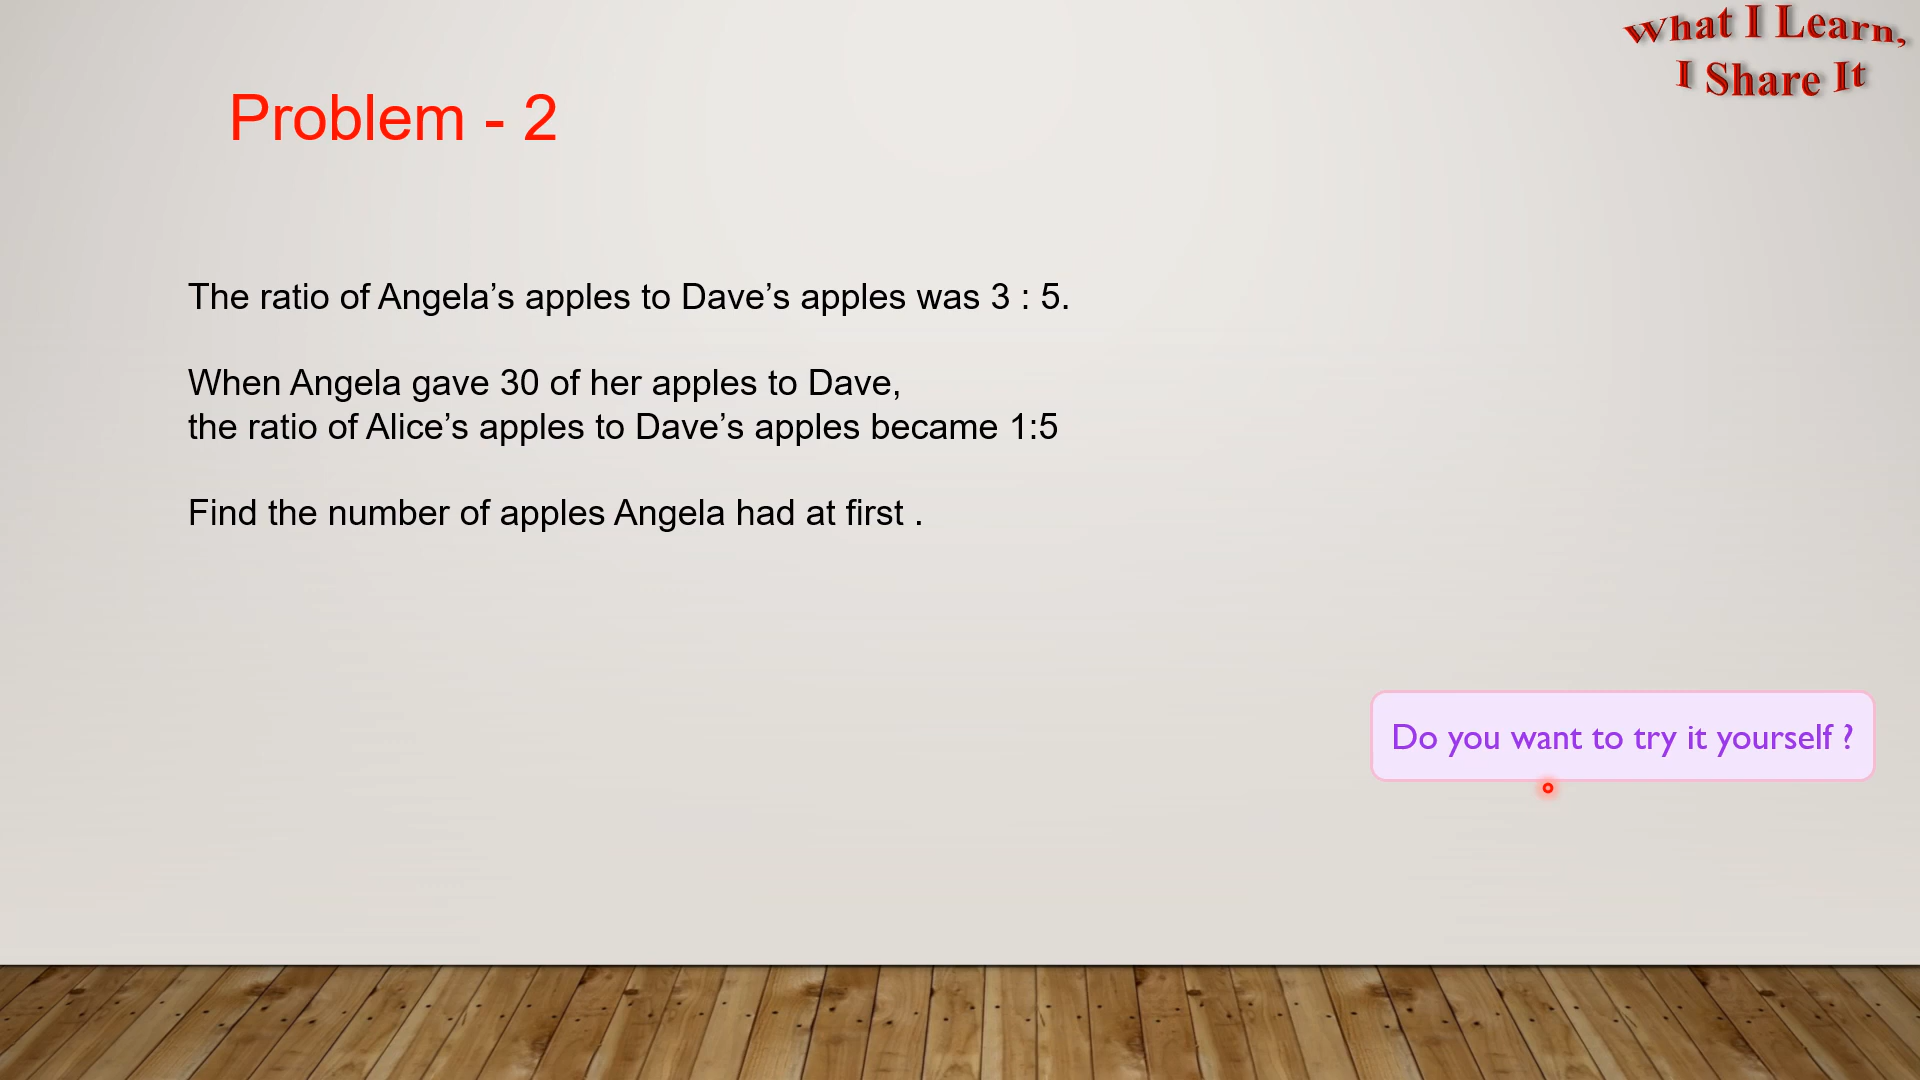 What I Learn,
I Share It
Problem - 2
The ratio of Angela’s apples to Dave’s apples was 3 : 5.
When Angela gave 30 of her apples to Dave,
the ratio of Alice’s apples to Dave’s apples became 1:5
Find the number of apples Angela had at first .
Do you want to try it yourself ?